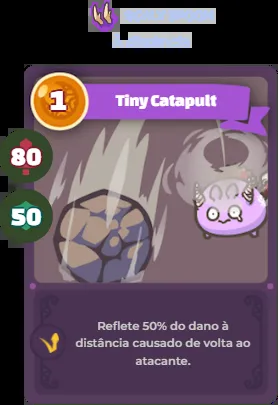 1
Tiny Catapult
80
50
Reflete 50% do dano à
distância causado de volta ao
atacante.